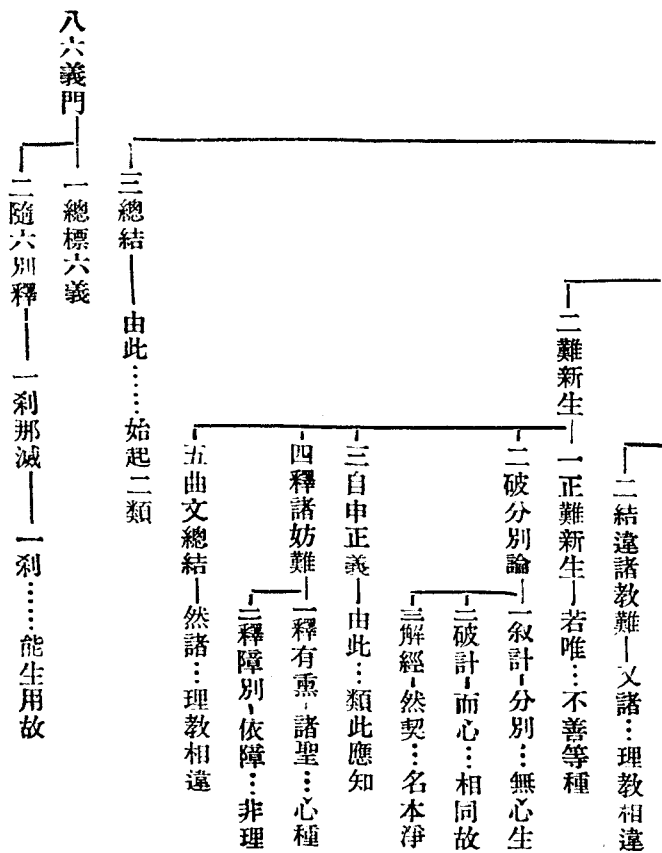 二結違諸教難 又諸…理教相違
二難新生
一正難新生 若唯…不善等種
二破分別論
一敘計 分別…無心生
二破計 而心…相同故
三解經 然契…名本淨
三自申正義 由此…類此應知
四釋諸妨難
一釋有熏 諸聖…心種
二釋障別 依障…非理
五曲文總結 然諸…理教相違
三總結 由此……始起二類
八六義門
一總標六義
二隨六別釋 一剎那滅 一剎……能生用故